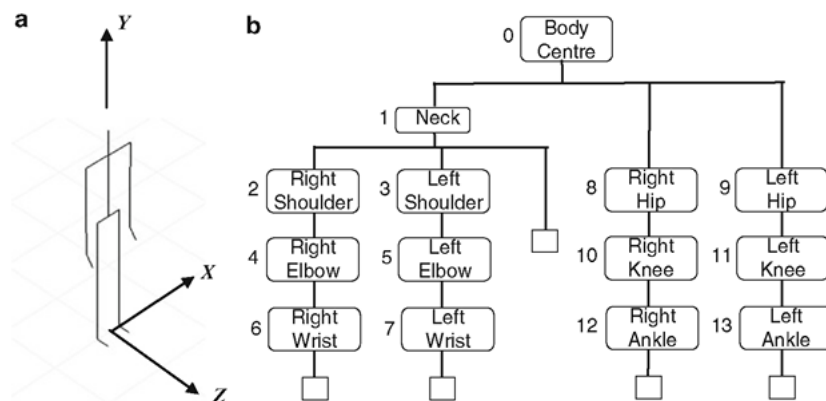 a
Y
X
Z
b
0
Body
Centre
1
Neck
2
Right
Shoulder
3
Left
Shoulder
8
Right
Hip
9
Left
Hip
4
Right
Elbow
5
Left
Elbow
10
Right
Knee
11
Left
Knee
6
Right
Wrist
7
Left
Wrist
12
Right
Ankle
13
Left
Ankle